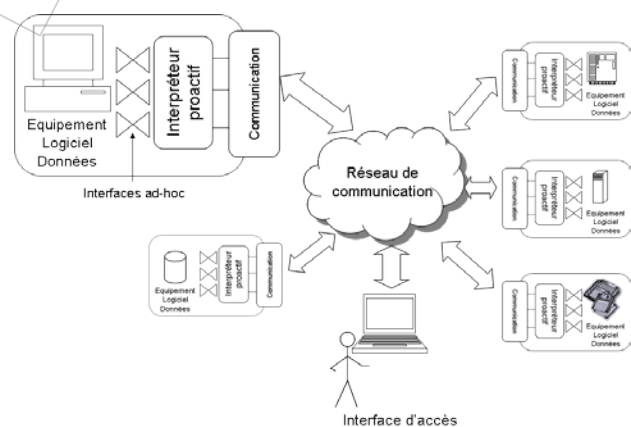 Equipement
Logiciel
Données
Interpréteur
proactif
Communication
Interfaces ad-hoc
Réseau de
communication
Communication
Interpréteur
proactif
Equipement
Logiciel
Données
Communication
Interpréteur
proactif
Equipement
Logiciel
Données
Communication
Interpréteur
proactif
Equipement
Logiciel
Données
Equipement
Logiciel
Données
Interpréteur
proactif
Communication
Interface d'accès